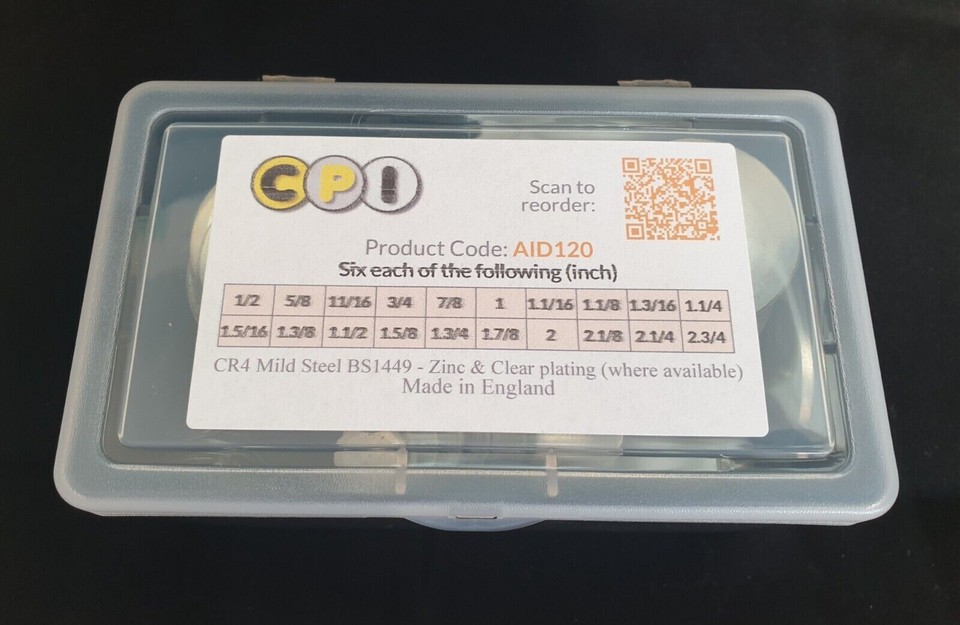 CPI
Scan to
reorder:
Product Code: AID120
Six each of the following (inch)
1/2 5/8 11/16 3/4 7/8 1 1.1/16 1.1/8 1.3/16 1.1/4
1.5/16 1.3/8 1.1/2 1.5/8 1.3/4 1.7/8 2 2.1/8 2.1/4 2.3/4
CR4 Mild Steel BS1449 - Zinc & Clear plating (where available)
Made in England